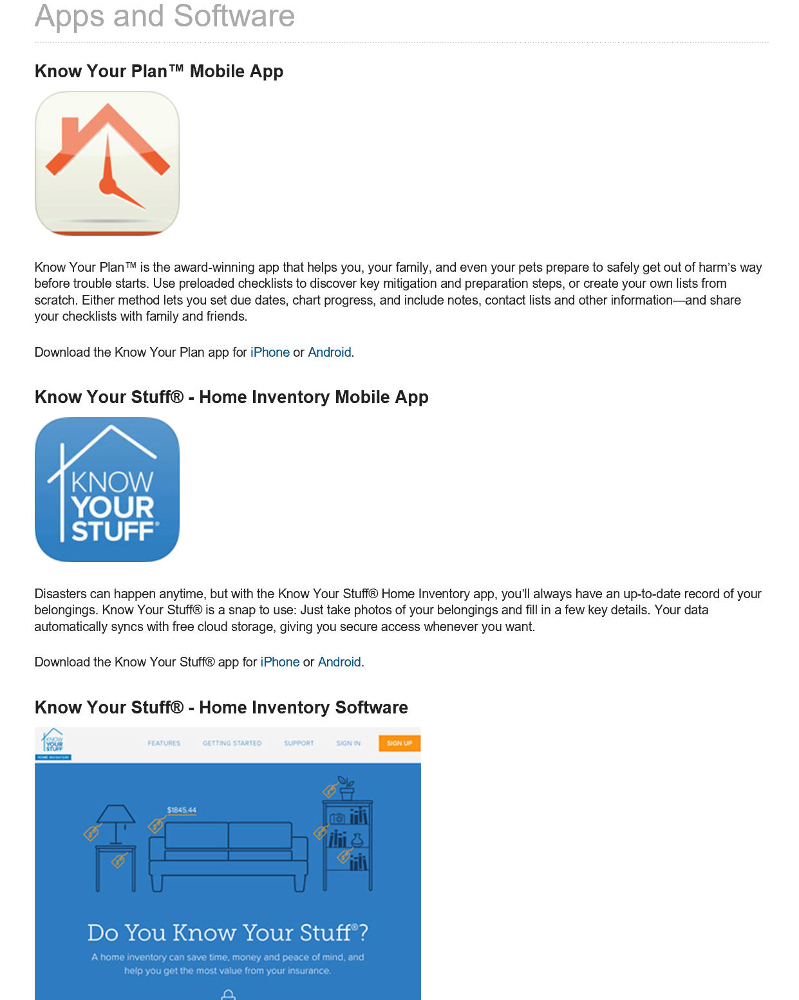 Apps and Software
Know Your Plan™ Mobile App
Know Your Plan™ is the award-winning app that helps you, your family, and even your pets prepare to safely get out of harm’s way
before trouble starts. Use preloaded checklists to discover key mitigation and preparation steps, or create your own lists from
scratch. Either method lets you set due dates, chart progress, and include notes, contact lists and other information—and share
your checklists with family and friends.
Download the Know Your Plan app for iPhone or Android.
Know Your Stuff® - Home Inventory Mobile App
KNOW
YOUR
STUFF®
Disasters can happen anytime, but with the Know Your Stuff® Home Inventory app, you’ll always have an up-to-date record of your
belongings. Know Your Stuff® is a snap to use: Just take photos of your belongings and fill in a few key details. Your data
automatically syncs with free cloud storage, giving you secure access whenever you want.
Download the Know Your Stuff® app for iPhone or Android.
Know Your Stuff® - Home Inventory Software
KNOW
YOUR
STUFF
HOME INVENTORY
FEATURES GETTING STARTED SUPPORT SIGN IN SIGN UP
$1845.44
Do You Know Your Stuff®?
A home inventory can save time, money and peace of mind, and
help you get the most value from your insurance.